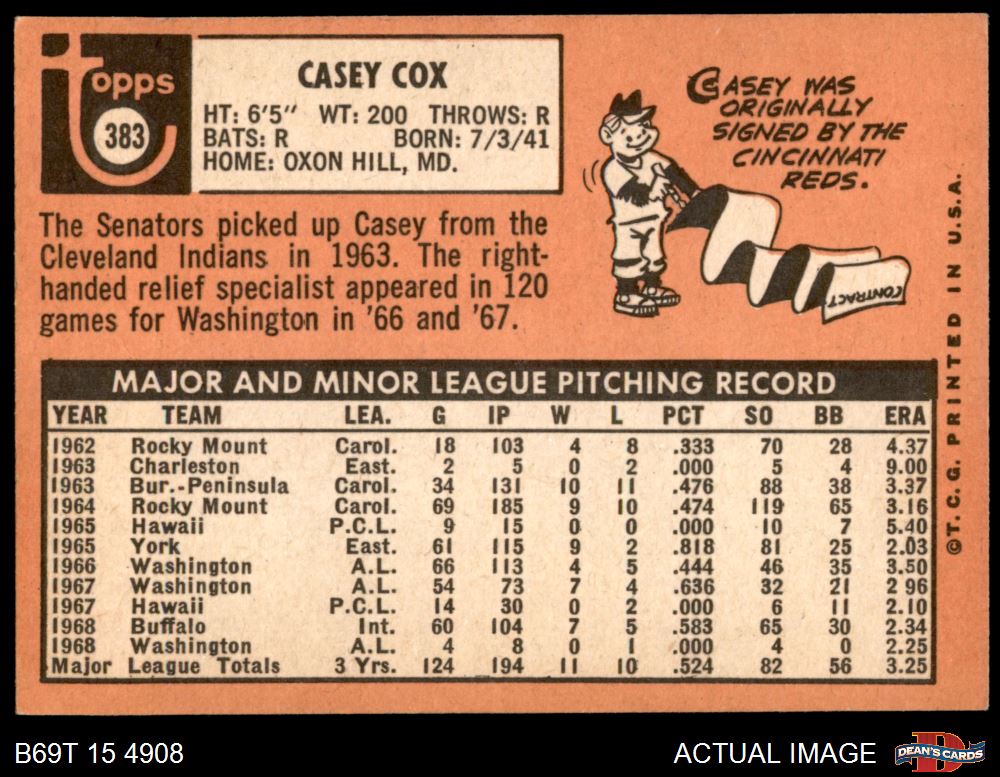 Topps
383
CASEY COX
HT: 6'5" WT: 200 THROWS: R
BATS: R BORN: 7/3/41
HOME: OXON HILL, MD.
The Senators picked up Casey from the
Cleveland Indians in 1963. The right-
handed relief specialist appeared in 120
games for Washington in '66 and '67.
CASEY WAS
ORIGINALLY
SIGNED BY THE
CINCINNATI
REDS.
CONTRACT
MAJOR AND MINOR LEAGUE PITCHING RECORD
YEAR TEAM LEA. G IP W L PCT SO BB ERA
1962 Rocky Mount Carol. 18 103 4 8 .333 70 28 4.37
1963 Charleston East. 2 5 0 2 .000 5 4 9.00
1963 Bur.-Peninsula Carol. 34 131 10 11 .476 88 38 3.37
1964 Rocky Mount Carol. 69 185 9 10 .474 119 65 3.16
1965 Hawaii P.C.L. 9 15 0 0 .000 10 7 5.40
1965 York East. 61 115 9 2 .818 81 25 2.03
1966 Washington A.L. 66 113 4 5 .444 46 35 3.50
1967 Washington A.L. 54 73 7 4 .636 32 21 2 96
1967 Hawaii P.C.L. 14 30 0 2 .000 6 11 2.10
1968 Buffalo Int. 60 104 7 5 .583 65 30 2.34
1968 Washington A.L. 4 8 0 1 .000 4 0 2.25
Major League Totals 3 Yrs. 124 194 11 10 .524 82 56 3.25
©T.C.G. PRINTED IN U.S.A.
B69T 15 4908
ACTUAL IMAGE
DEAN'S CARDS